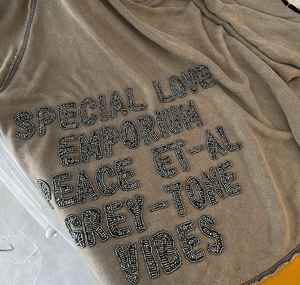 SPECIAL LOVE
EMPORIUM
PEACE ET-AL
GREY-TONE
VIBES